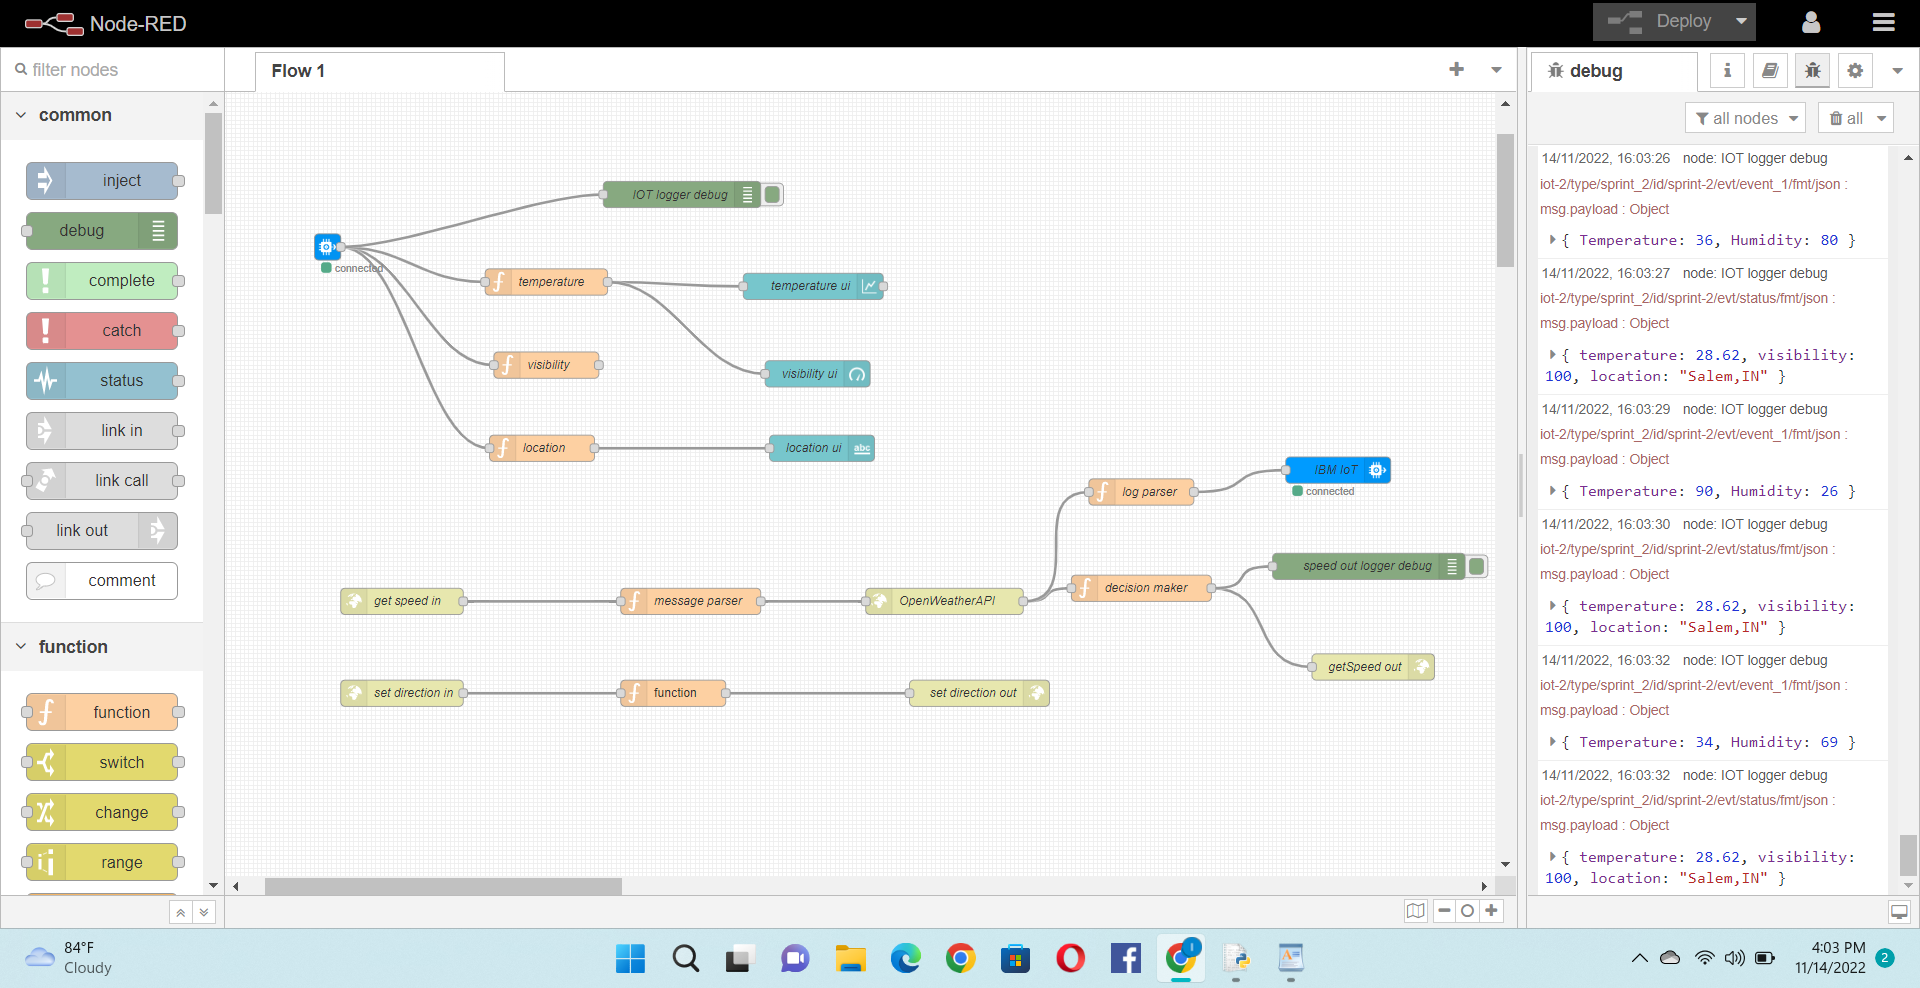 Node-RED
Deploy
filter nodes
Flow 1
debug
all nodes
all
common
inject
debug
complete
catch
status
link in
link call
link out
comment
function
function
switch
change
range
connected
IOT logger debug
temperature
temperature ui
visibility
visibility ui
location
location ui
abc
IBM IoT
connected
log parser
speed out logger debug
decision maker
get speed in
message parser
OpenWeatherAPI
getSpeed out
set direction in
function
set direction out
14/11/2022, 16:03:26 node: IOT logger debug
iot-2/type/sprint_2/id/sprint-2/evt/event_1/fmt/json :
msg.payload : Object
{ Temperature: 36, Humidity: 80 }
14/11/2022, 16:03:27 node: IOT logger debug
iot-2/type/sprint_2/id/sprint-2/evt/status/fmt/json :
msg.payload : Object
{ temperature: 28.62, visibility:
100, location: "Salem,IN" }
14/11/2022, 16:03:29 node: IOT logger debug
iot-2/type/sprint_2/id/sprint-2/evt/event_1/fmt/json :
msg.payload : Object
{ Temperature: 90, Humidity: 26 }
14/11/2022, 16:03:30 node: IOT logger debug
iot-2/type/sprint_2/id/sprint-2/evt/status/fmt/json :
msg.payload : Object
{ temperature: 28.62, visibility:
100, location: "Salem,IN" }
14/11/2022, 16:03:32 node: IOT logger debug
iot-2/type/sprint_2/id/sprint-2/evt/event_1/fmt/json :
msg.payload : Object
{ Temperature: 34, Humidity: 69 }
14/11/2022, 16:03:32 node: IOT logger debug
iot-2/type/sprint_2/id/sprint-2/evt/status/fmt/json :
msg.payload : Object
{ temperature: 28.62, visibility:
100, location: "Salem,IN" }
84°F
Cloudy
4:03 PM
11/14/2022
2